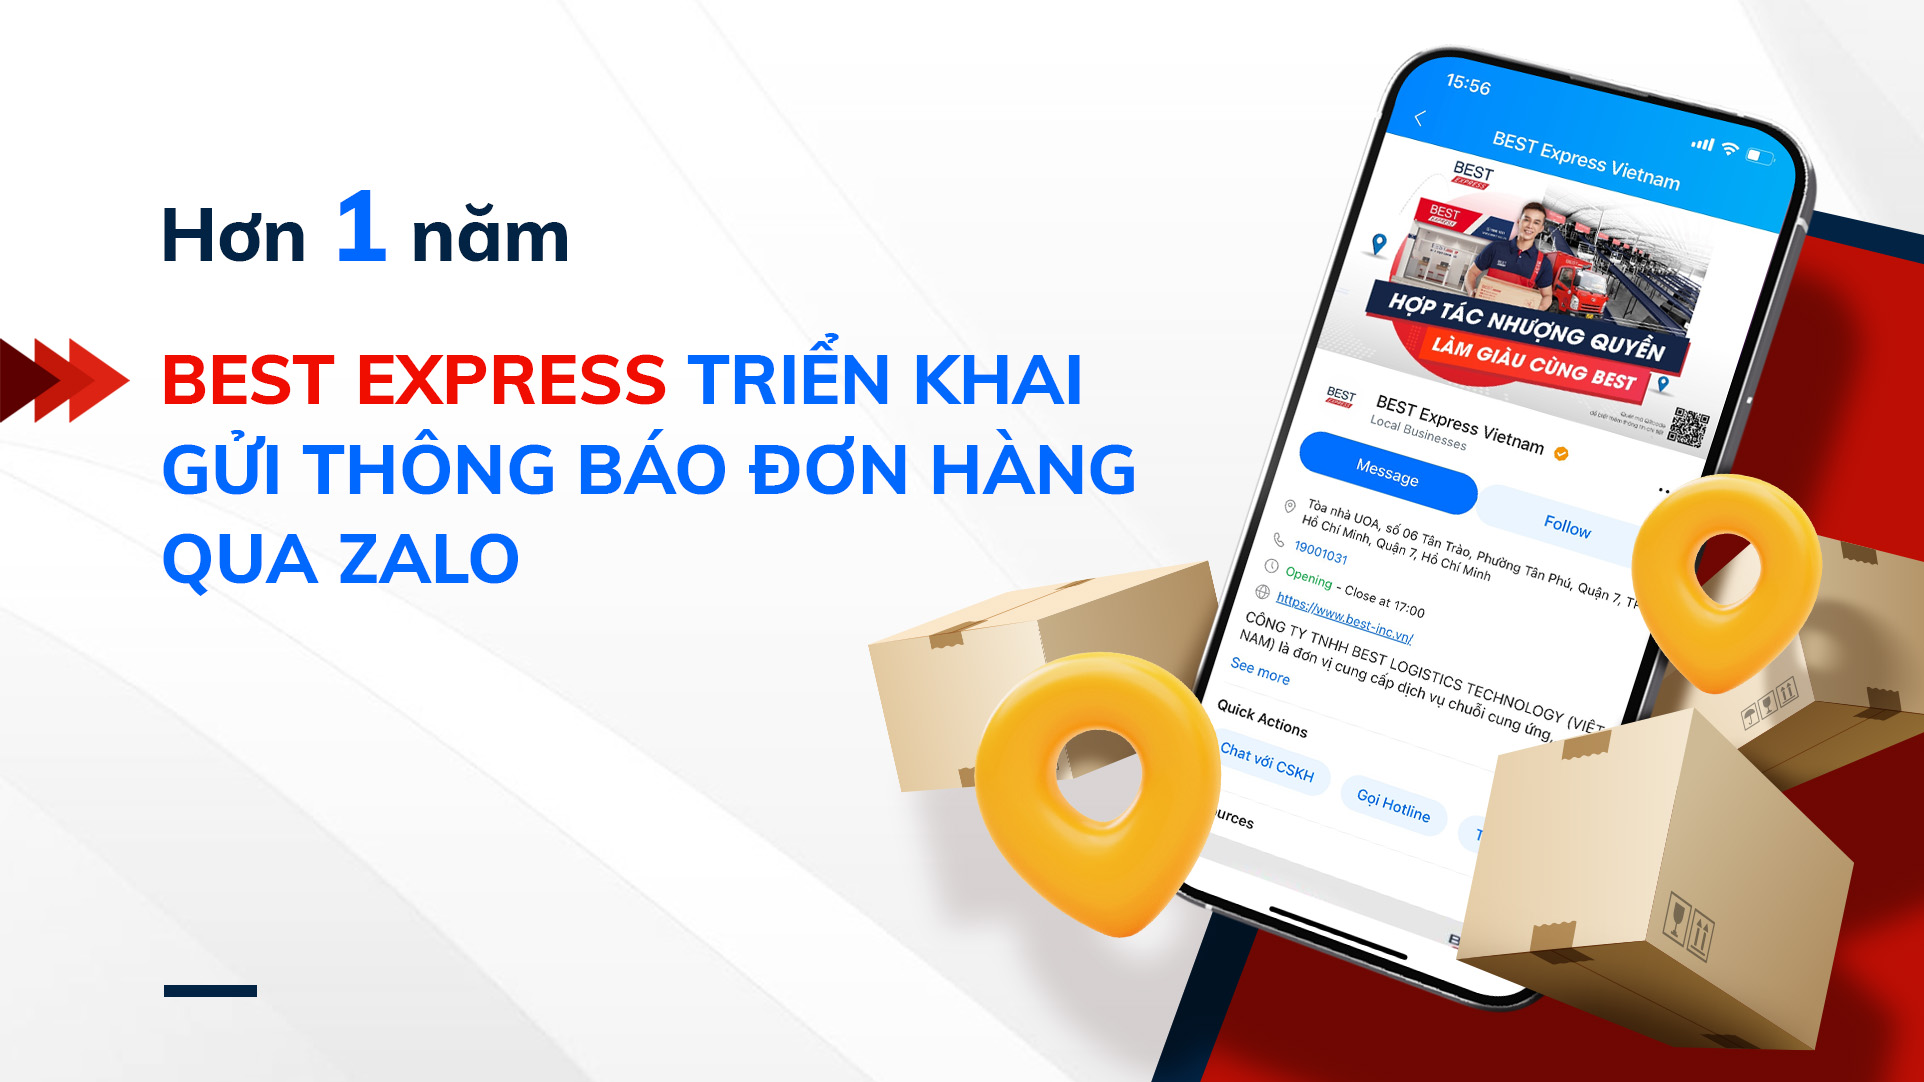 Hơn 1 năm
BEST EXPRESS TRIỂN KHAI
GỬI THÔNG BÁO ĐƠN HÀNG
QUA ZALO
15:56
BEST Express Vietnam
BEST
EXPRESS
BEST
EXPRESS
HỢP TÁC NHƯỢNG QUYỀN
LÀM GIÀU CÙNG BEST
BEST
EXPRESS
BEST Express Vietnam
Local Businesses
Message
Follow
Tòa nhà UOA, số 06 Tân Trào, Phường Tân Phú, Quận 7, TP
Hồ Chí Minh, Quận 7, Hồ Chí Minh
19001031
Opening - Close at 17:00
https://www.best-inc.vn/
CÔNG TY TNHH BEST LOGISTICS TECHNOLOGY (VIỆT
NAM) là đơn vị cung cấp dịch vụ chuỗi cung ứng,
See more
Quick Actions
Chat với CSKH
Gọi Hotline
T
urces